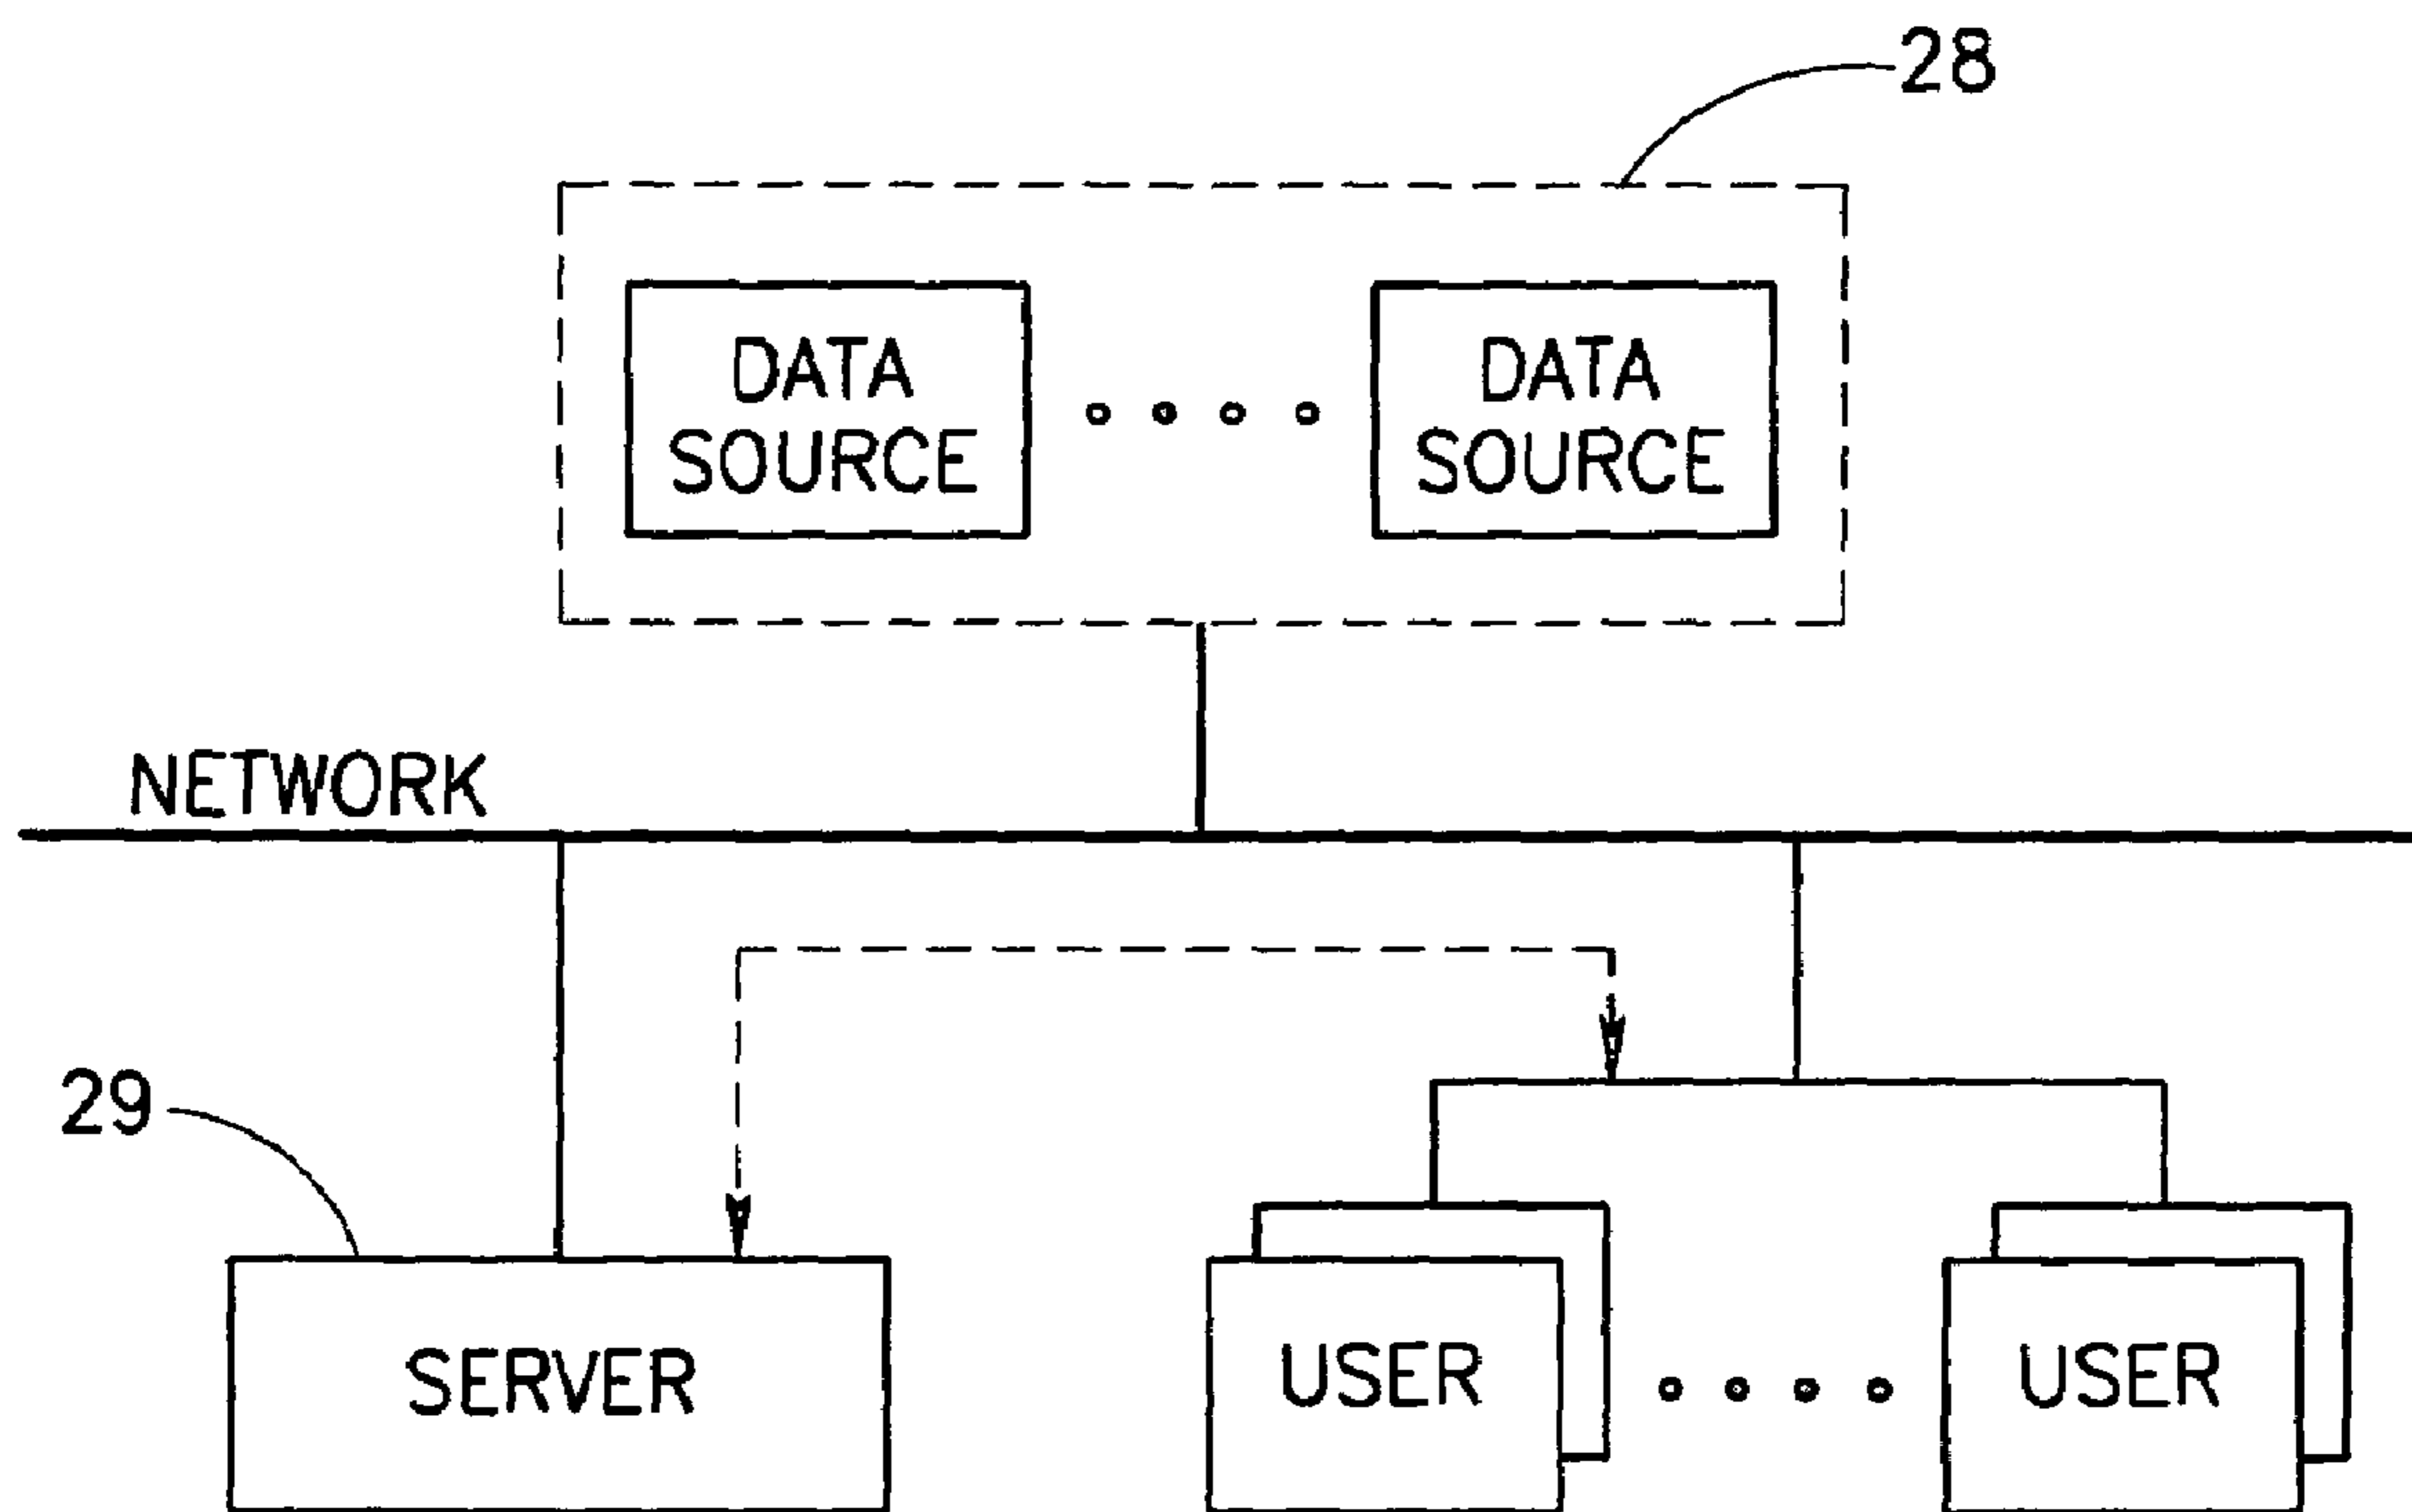 28
DATA
SOURCE
DATA
SOURCE
NETWORK
29
SERVER
USER
USER